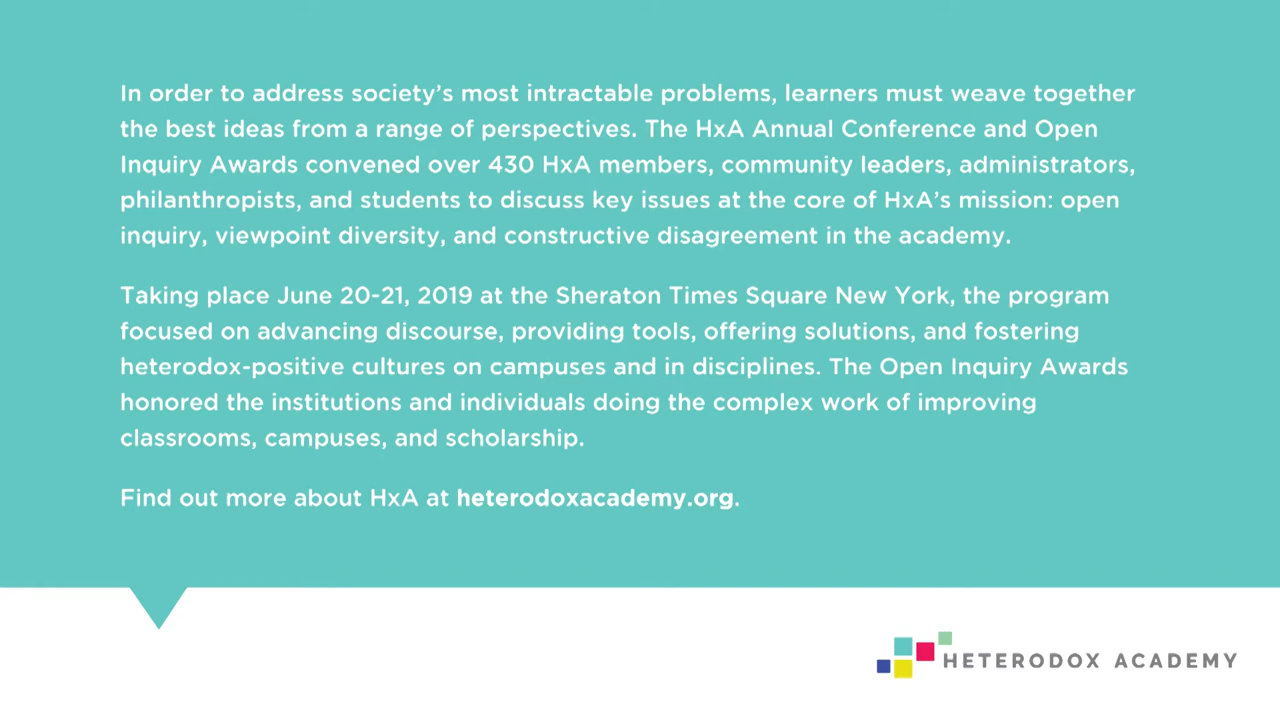 In order to address society's most intractable problems, learners must weave together
the best ideas from a range of perspectives. The HxA Annual Conference and Open
Inquiry Awards convened over 430 HxA members, community leaders, administrators,
philanthropists, and students to discuss key issues at the core of HxA's mission: open
inquiry, viewpoint diversity, and constructive disagreement in the academy.
Taking place June 20-21, 2019 at the Sheraton Times Square New York, the program
focused on advancing discourse, providing tools, offering solutions, and fostering
heterodox-positive cultures on campuses and in disciplines. The Open Inquiry Awards
honored the institutions and individuals doing the complex work of improving
classrooms, campuses, and scholarship.
Find out more about HxA at heterodoxacademy.org.
HETERODOX ACADEMY